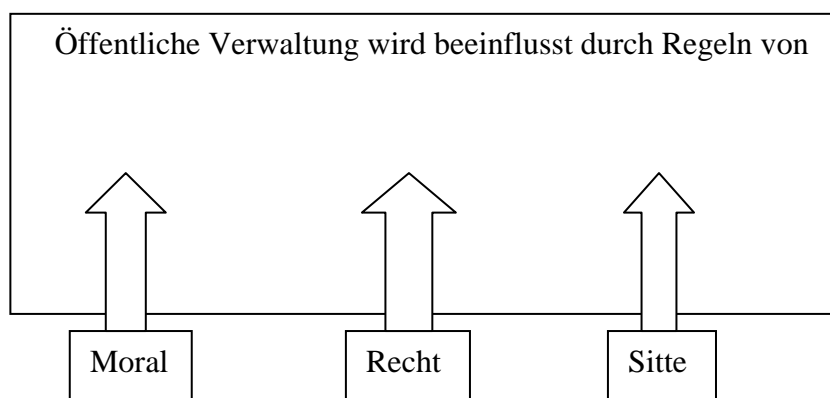 Öffentliche Verwaltung wird beeinflusst durch Regeln von
Moral Recht Sitte